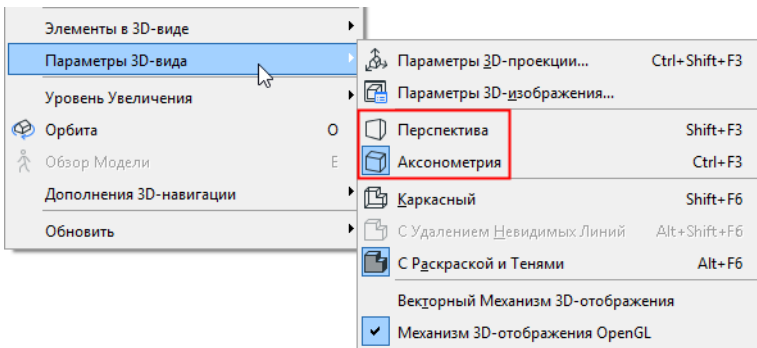 Элементы в 3D-виде
Параметры 3D-вида
Уровень Увеличения
Орбита O
Обзор Модели E
Дополнения 3D-навигации
Обновить
Параметры 3D-проекции... Ctrl+Shift+F3
Параметры 3D-изображения...
Перспектива Shift+F3
Аксонометрия Ctrl+F3
Каркасный Shift+F6
С Удалением Невидимых Линий Alt+Shift+F6
С Раскраской и Тенями Alt+F6
Векторный Механизм 3D-отображения
Механизм 3D-отображения OpenGL